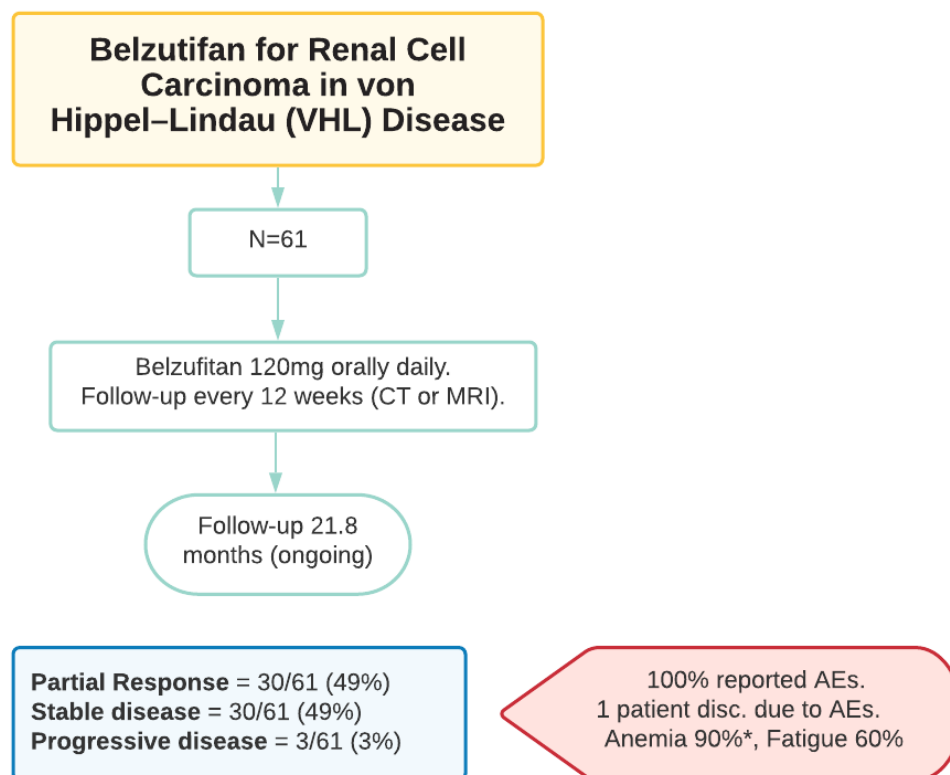 Belzutifan for Renal Cell
Carcinoma in von
Hippel–Lindau (VHL) Disease
N=61
Belzufitan 120mg orally daily.
Follow-up every 12 weeks (CT or MRI).
Follow-up 21.8
months (ongoing)
Partial Response = 30/61 (49%)
Stable disease = 30/61 (49%)
Progressive disease = 3/61 (3%)
100% reported AEs.
1 patient disc. due to AEs.
Anemia 90%*, Fatigue 60%